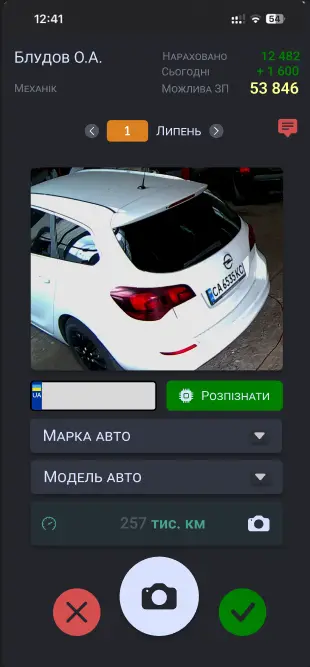 12:41
54
Блудов О.А.
Нараховано 12 482
Сьогодні + 1 600
Механік
Можлива ЗП 53 846
1 Липень
CA 6535 KO
UA
Розпізнати
Марка авто
Модель авто
257 тис. км